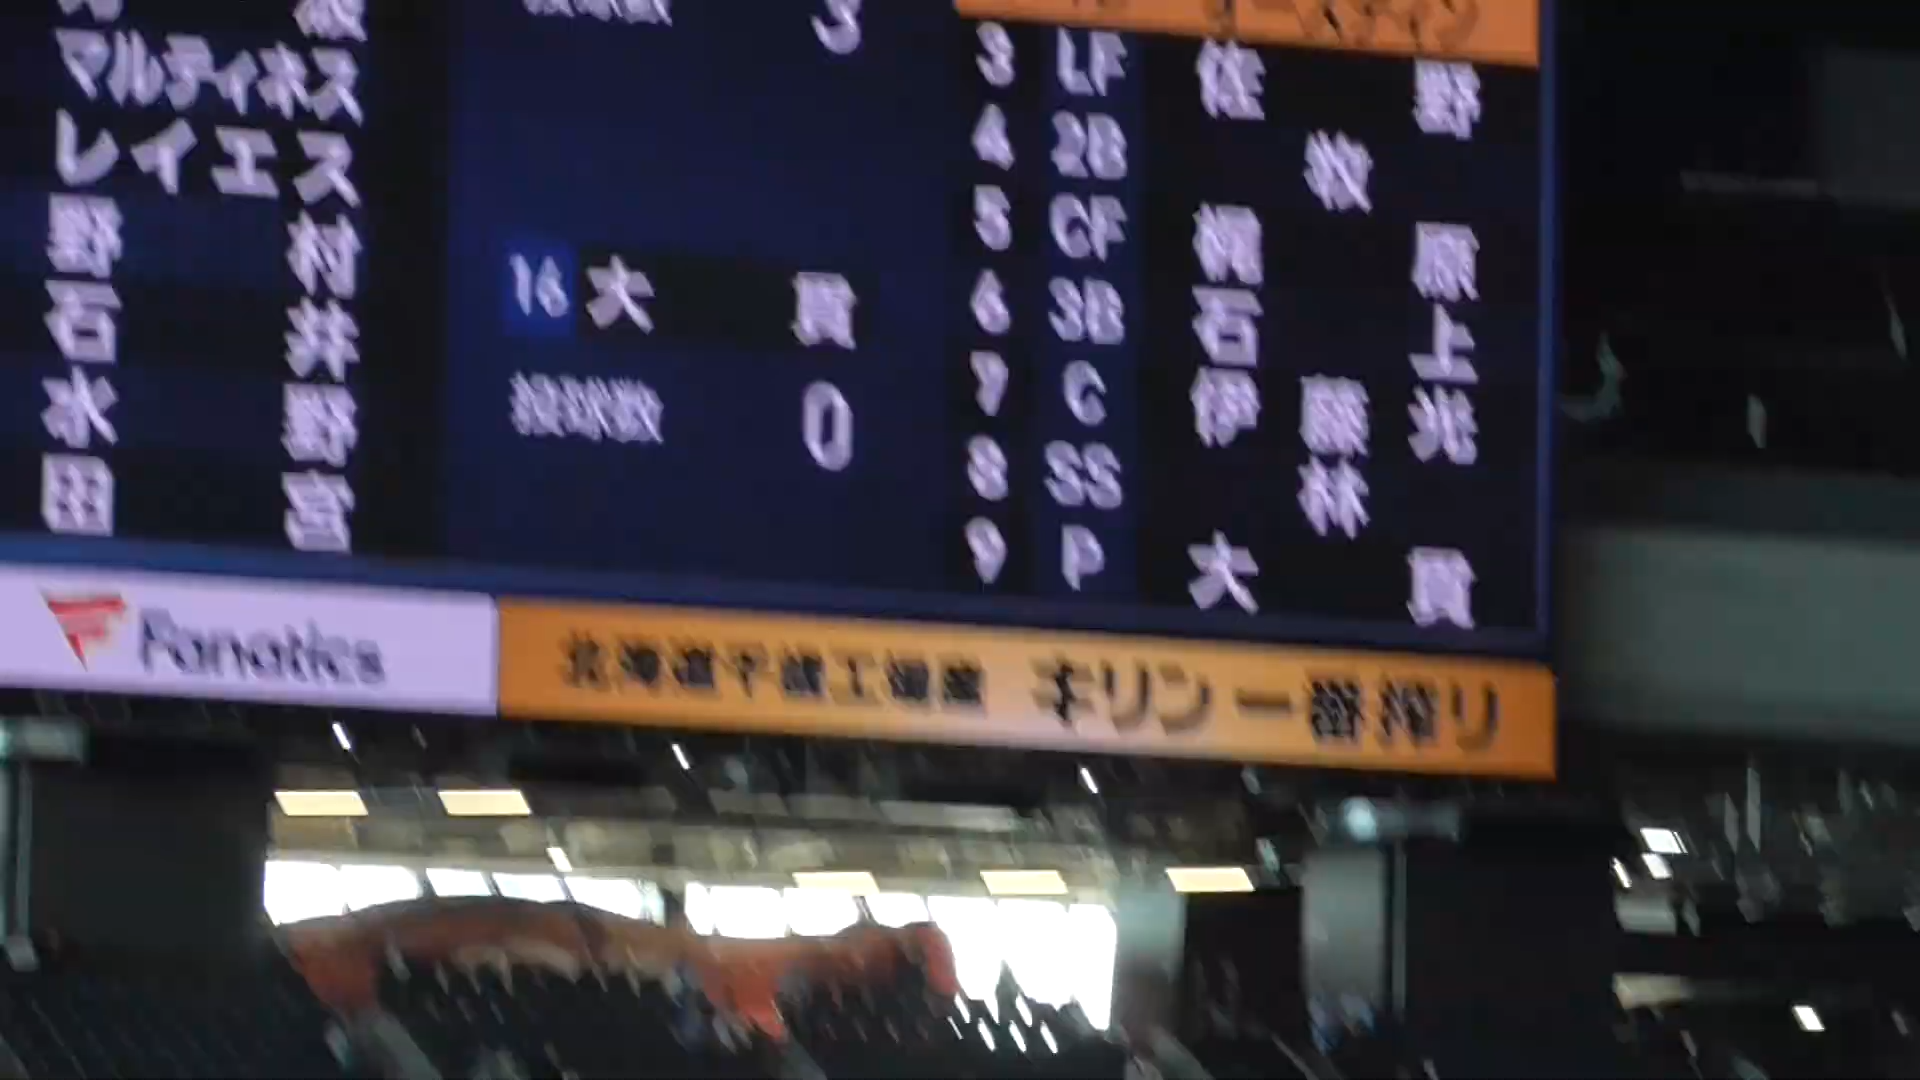 投球数 3
マルティネス
レイエス
野村
石井
水野
田宮
16 大貫
投球数 0
3 LF 佐野
4 2B 牧
5 CF 梶原
6 3B 石上
7 C 伊藤光
8 SS 林
9 P 大貫
Fanatics
北海道千歳工場産 キリン一番搾り